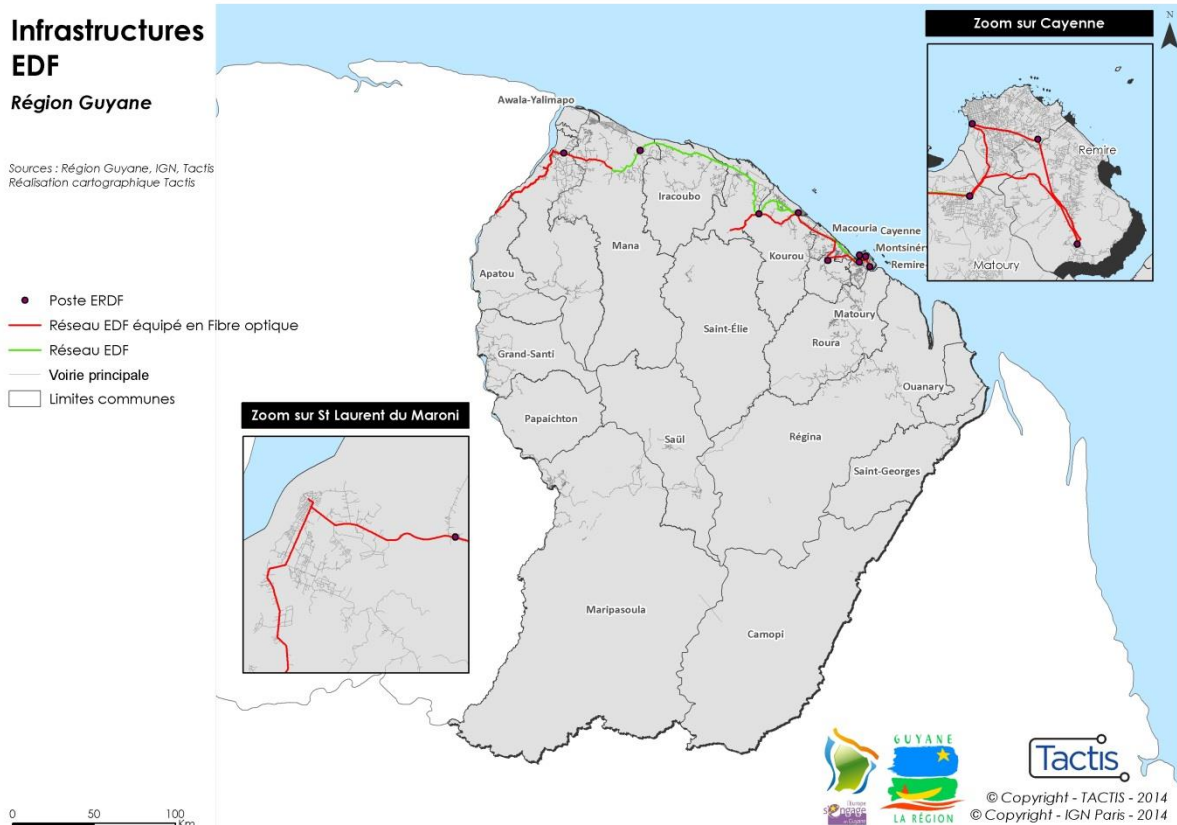 Infrastructures
EDF
Région Guyane
Sources : Région Guyane, IGN, Tactis
Réalisation cartographique Tactis
Poste ERDF
Réseau EDF équipé en Fibre optique
Réseau EDF
Voirie principale
Limites communes
Zoom sur Cayenne
N
Remire
Matoury
Awala-Yalimapo
Iracoubo
Mana
Macouria
Cayenne
Montsinéry
Remire-
Kourou
Apatou
Saint-Élie
Matoury
Roura
Grand-Santi
Ouanary
Papaichton
Saül
Régina
Saint-Georges
Maripasoula
Camopi
Zoom sur St Laurent du Maroni
0 50 100
Km
l'Europe
s'engage
en Guyane
GUYANE
LA RÉGION
Tactis
© Copyright - TACTIS - 2014
© Copyright - IGN Paris - 2014